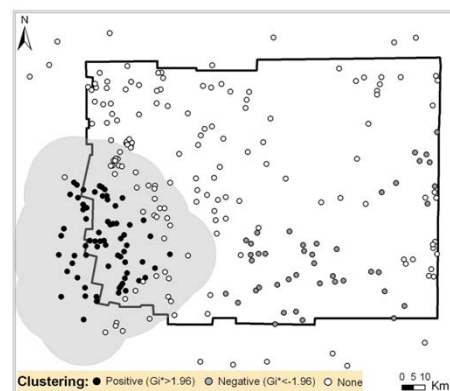 N
Clustering: ● Positive (Gi*>1.96) ● Negative (Gi*<-1.96) ○ None
0 5 10
Km